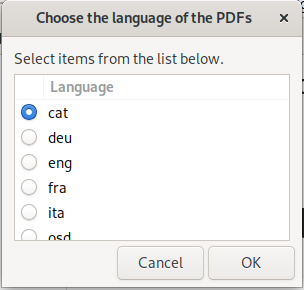 Choose the language of the PDFs
Select items from the list below.
Language
cat
deu
eng
fra
ita
osd
Cancel OK